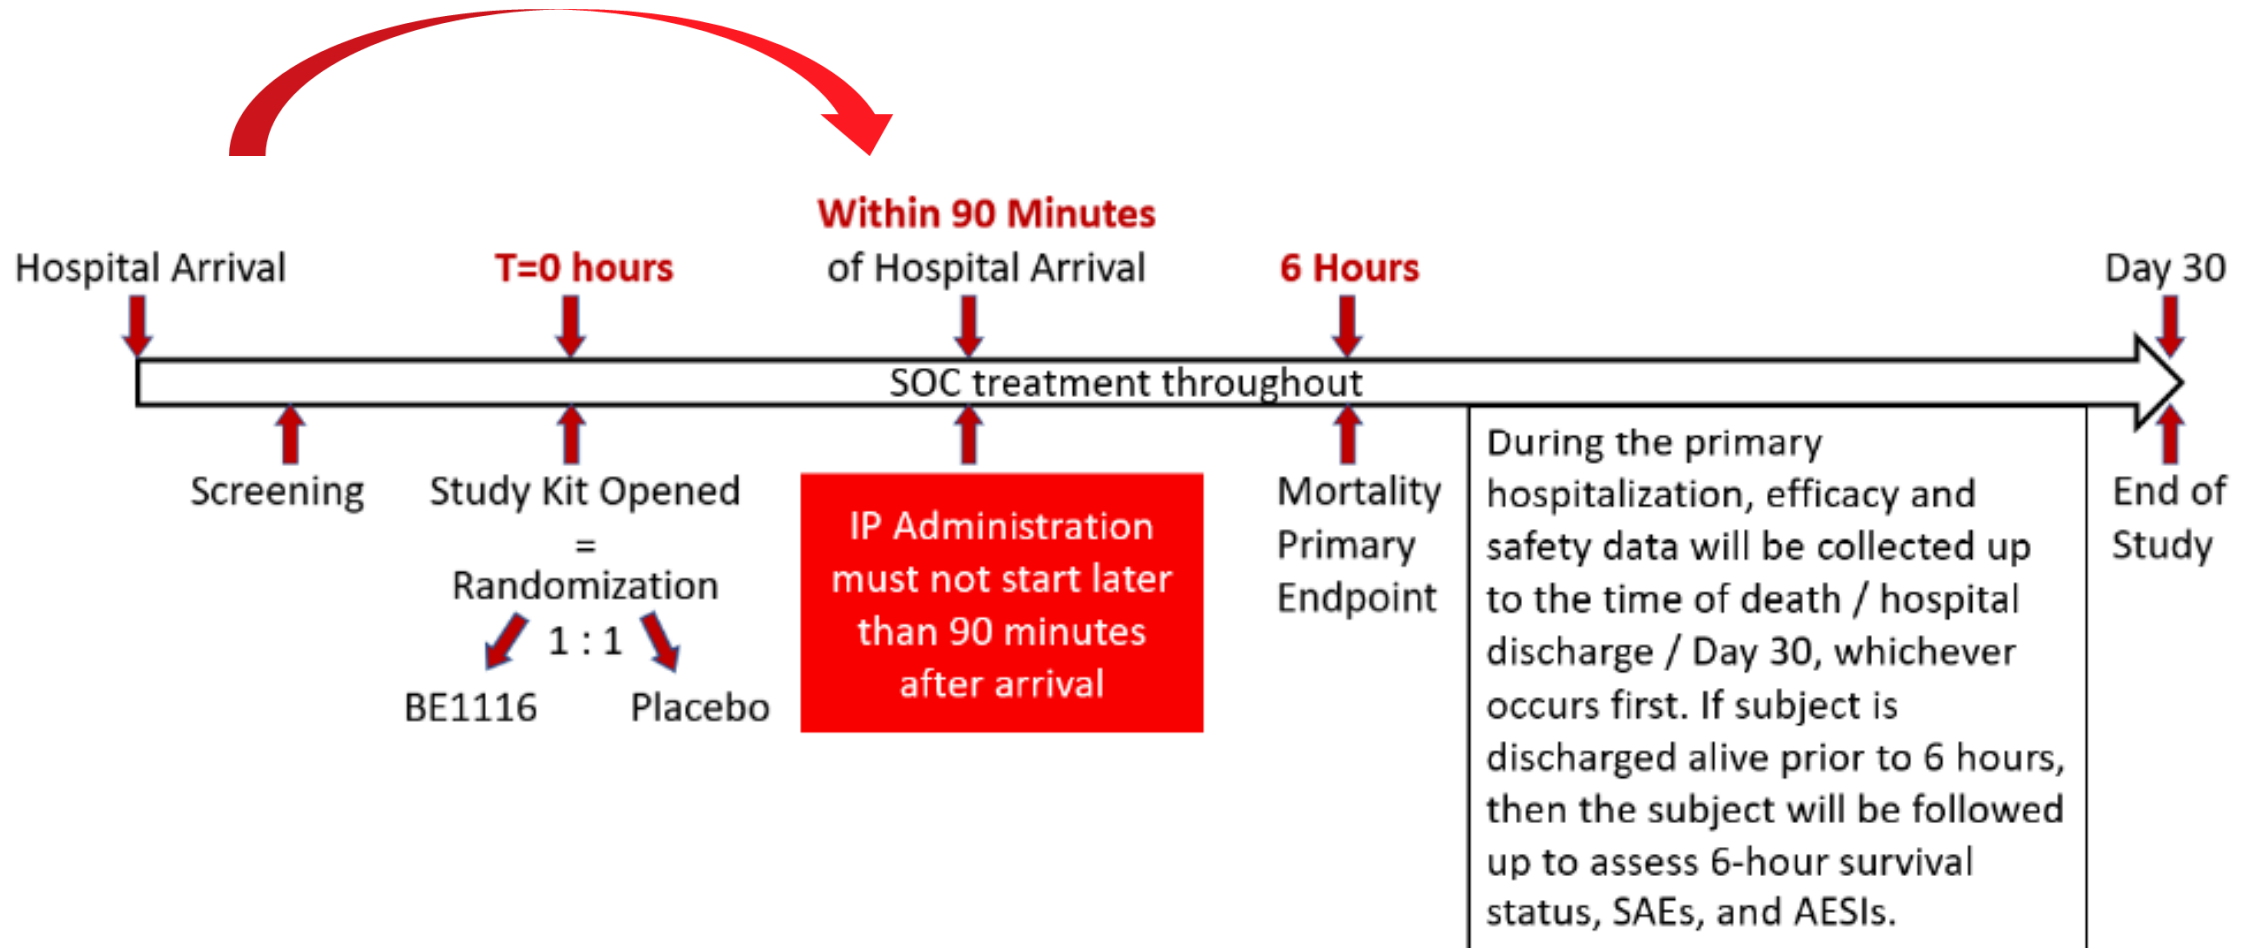 Within 90 Minutes
Hospital Arrival
T=0 hours
of Hospital Arrival
6 Hours
Day 30
SOC treatment throughout
Screening
Study Kit Opened
=
Randomization
1 : 1
BE1116
Placebo
IP Administration
must not start later
than 90 minutes
after arrival
Mortality
Primary
Endpoint
During the primary
hospitalization, efficacy and
safety data will be collected up
to the time of death / hospital
discharge / Day 30, whichever
occurs first. If subject is
discharged alive prior to 6 hours,
then the subject will be followed
up to assess 6-hour survival
status, SAEs, and AESIs.
End of
Study